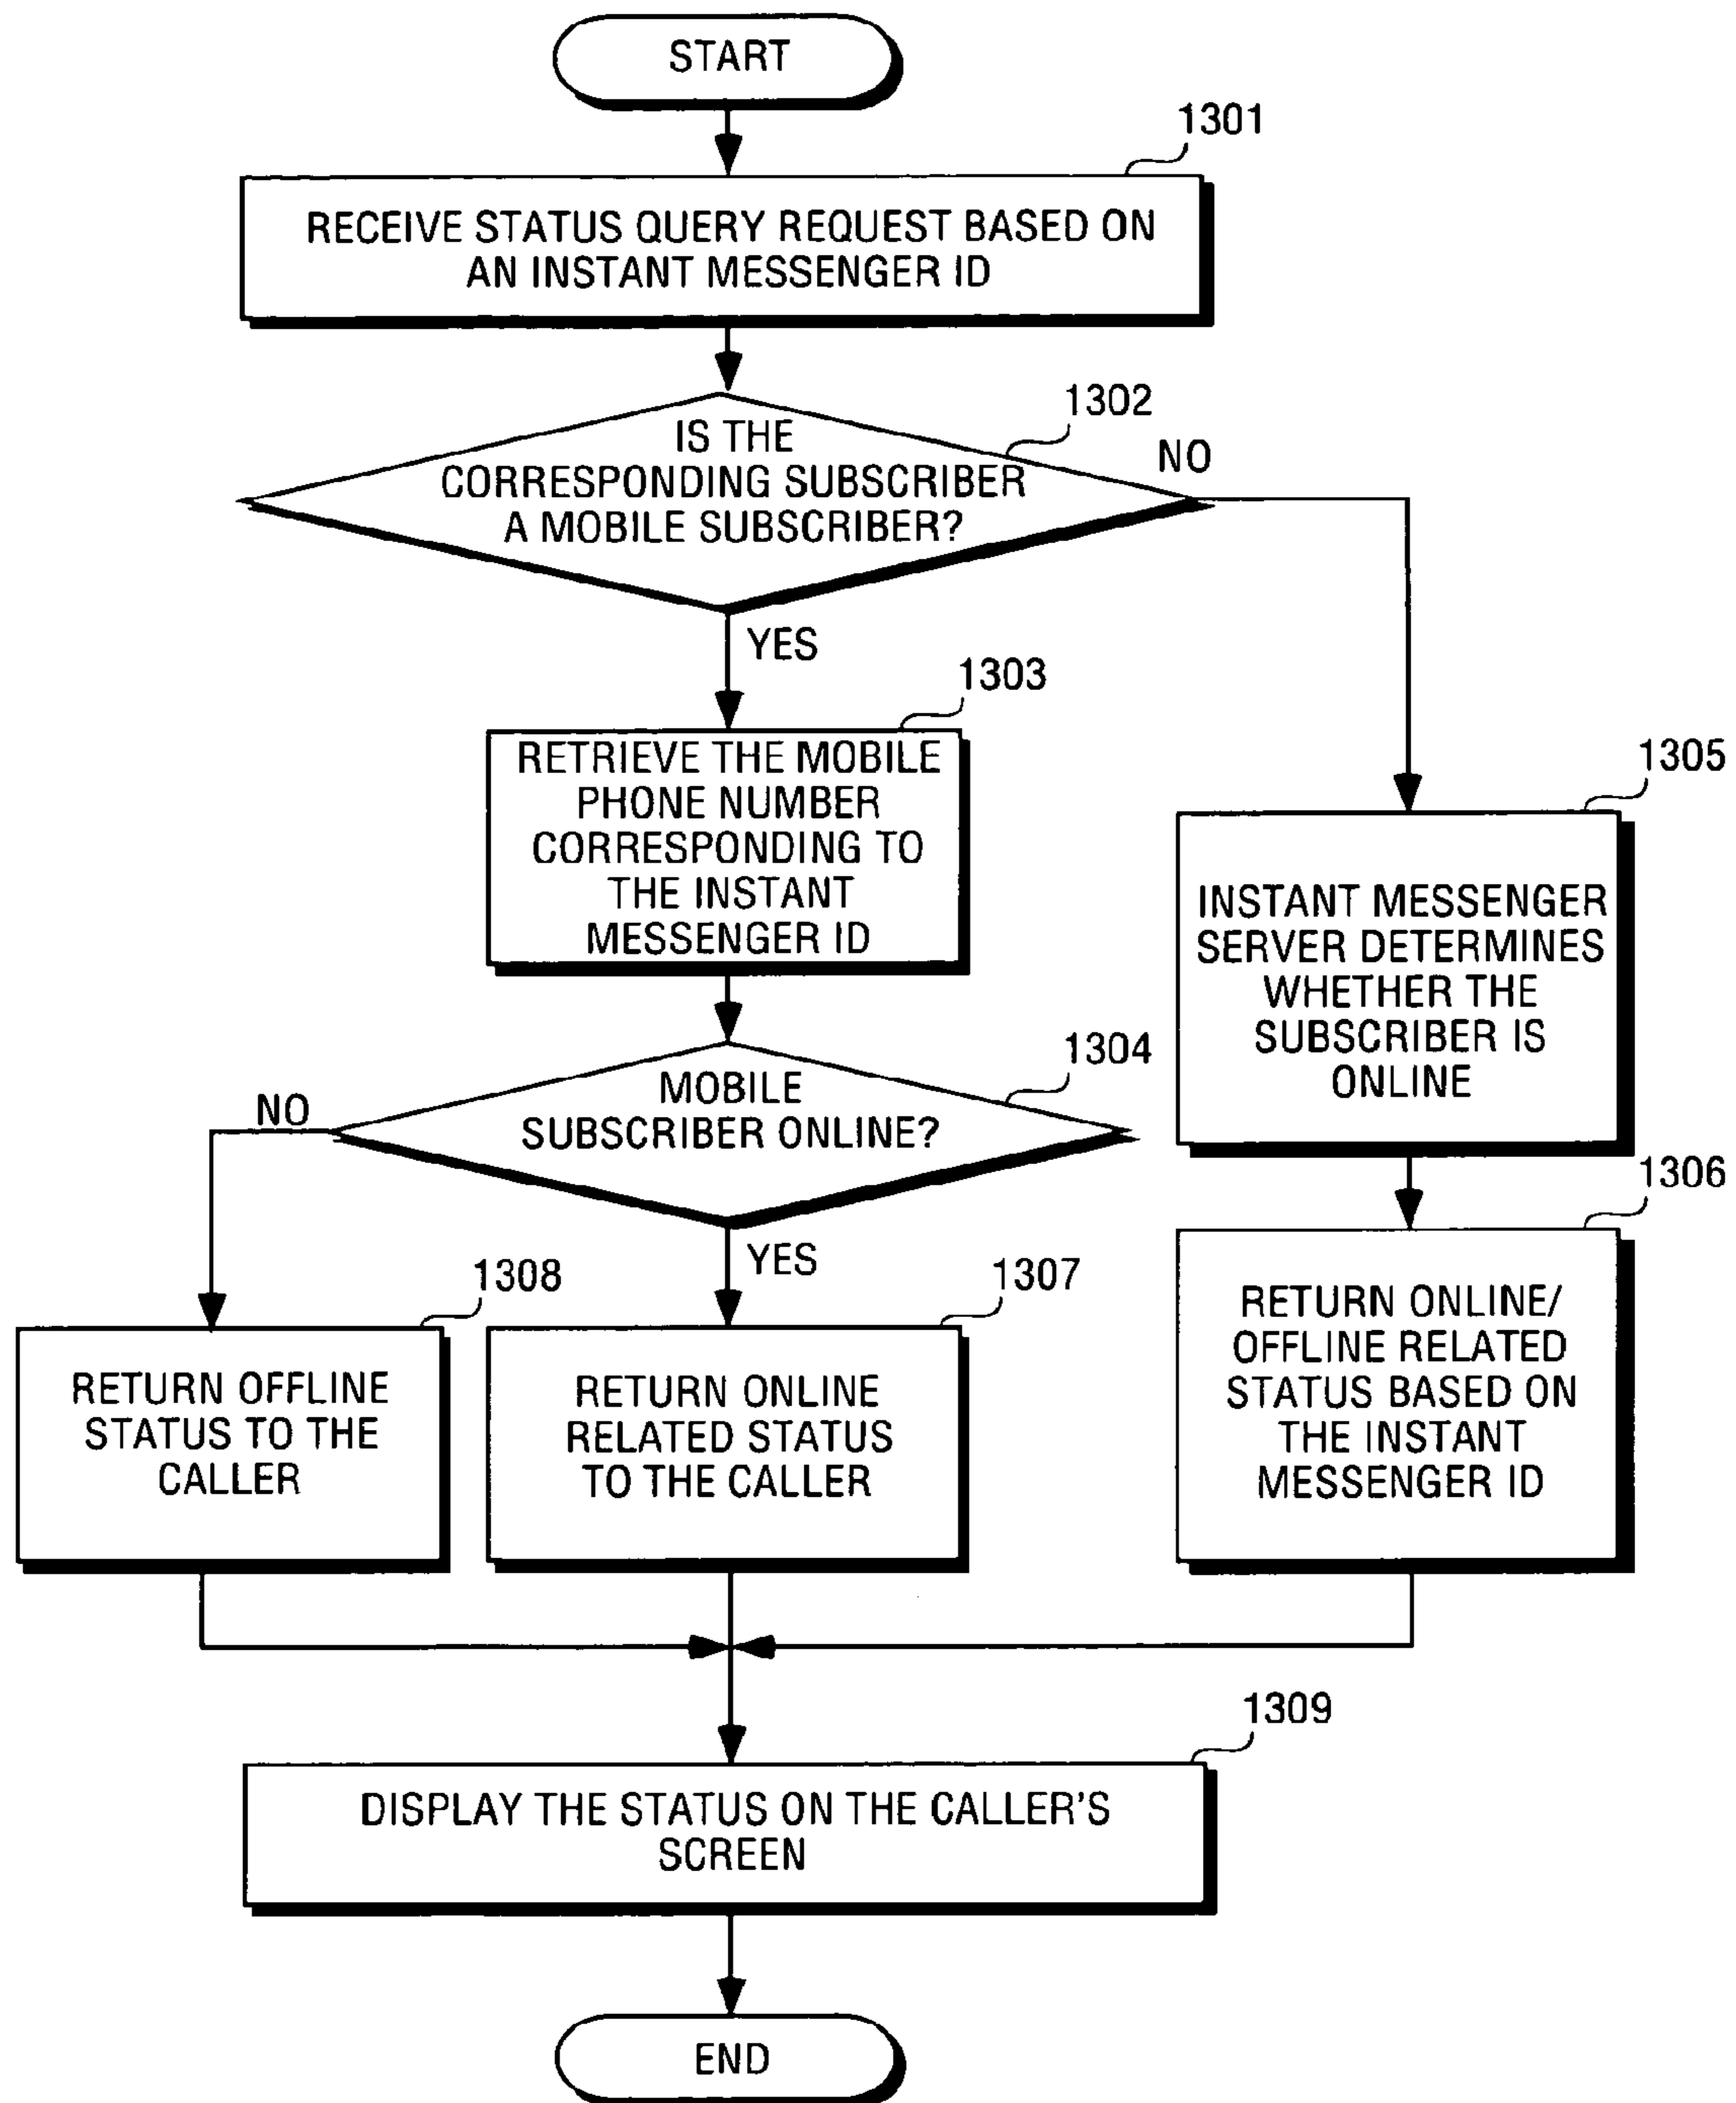 START
1301
RECEIVE STATUS QUERY REQUEST BASED ON
AN INSTANT MESSENGER ID
1302
IS THE
CORRESPONDING SUBSCRIBER
A MOBILE SUBSCRIBER?
NO
YES
1303
RETRIEVE THE MOBILE
PHONE NUMBER
CORRESPONDING TO
THE INSTANT
MESSENGER ID
1305
INSTANT MESSENGER
SERVER DETERMINES
WHETHER THE
SUBSCRIBER IS
ONLINE
1304
MOBILE
SUBSCRIBER ONLINE?
NO
YES
1306
RETURN ONLINE/
OFFLINE RELATED
STATUS BASED ON
THE INSTANT
MESSENGER ID
1308
RETURN OFFLINE
STATUS TO THE
CALLER
1307
RETURN ONLINE
RELATED STATUS
TO THE CALLER
1309
DISPLAY THE STATUS ON THE CALLER'S
SCREEN
END